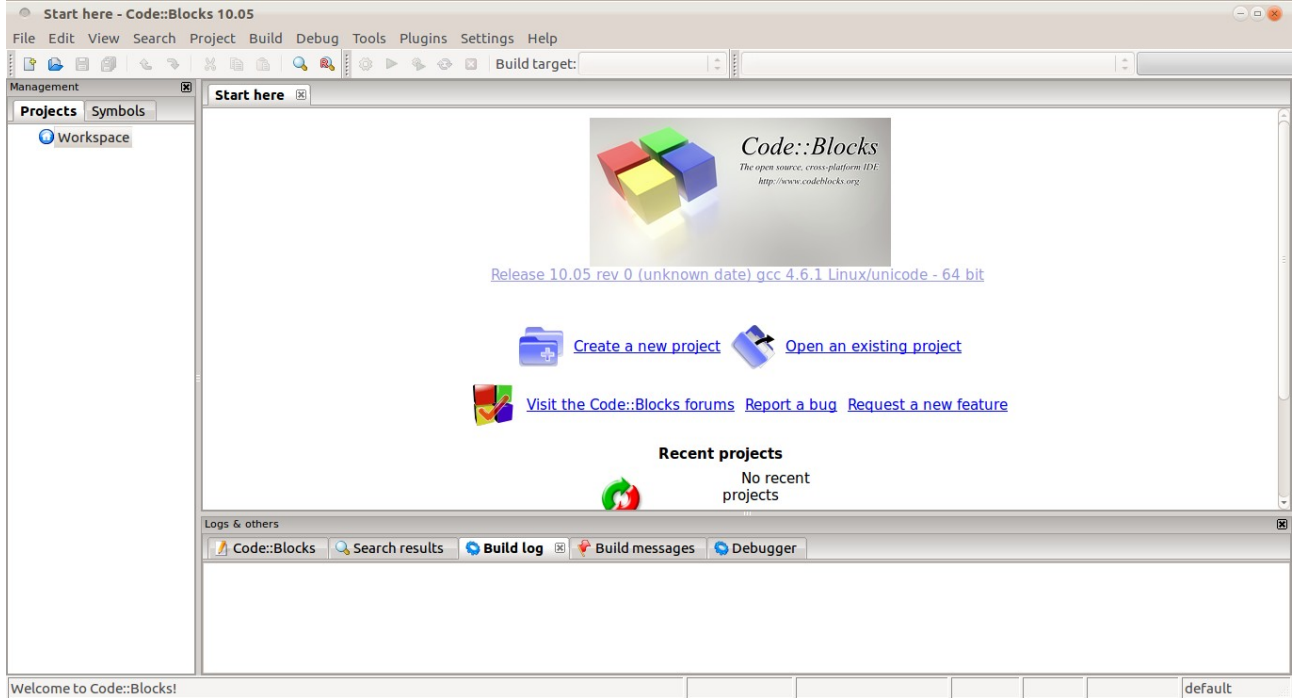 Start here - Code::Blocks 10.05
File Edit View Search Project Build Debug Tools Plugins Settings Help
Build target:
Management
Projects Symbols
Workspace
Start here
Code::Blocks
The open source, cross-platform IDE
http://www.codeblocks.org
Release 10.05 rev 0 (unknown date) gcc 4.6.1 Linux/unicode - 64 bit
Create a new project Open an existing project
Visit the Code::Blocks forums Report a bug Request a new feature
Recent projects
No recent
projects
Logs & others
Code::Blocks Search results Build log Build messages Debugger
Welcome to Code::Blocks! default